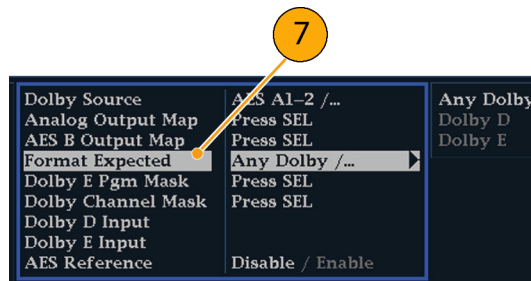 7
Dolby Source AES A1-2 /... Any Dolby
Analog Output Map Press SEL Dolby D
AES B Output Map Press SEL Dolby E
Format Expected Any Dolby /...
Dolby E Pgm Mask Press SEL
Dolby Channel Mask Press SEL
Dolby D Input
Dolby E Input
AES Reference Disable / Enable